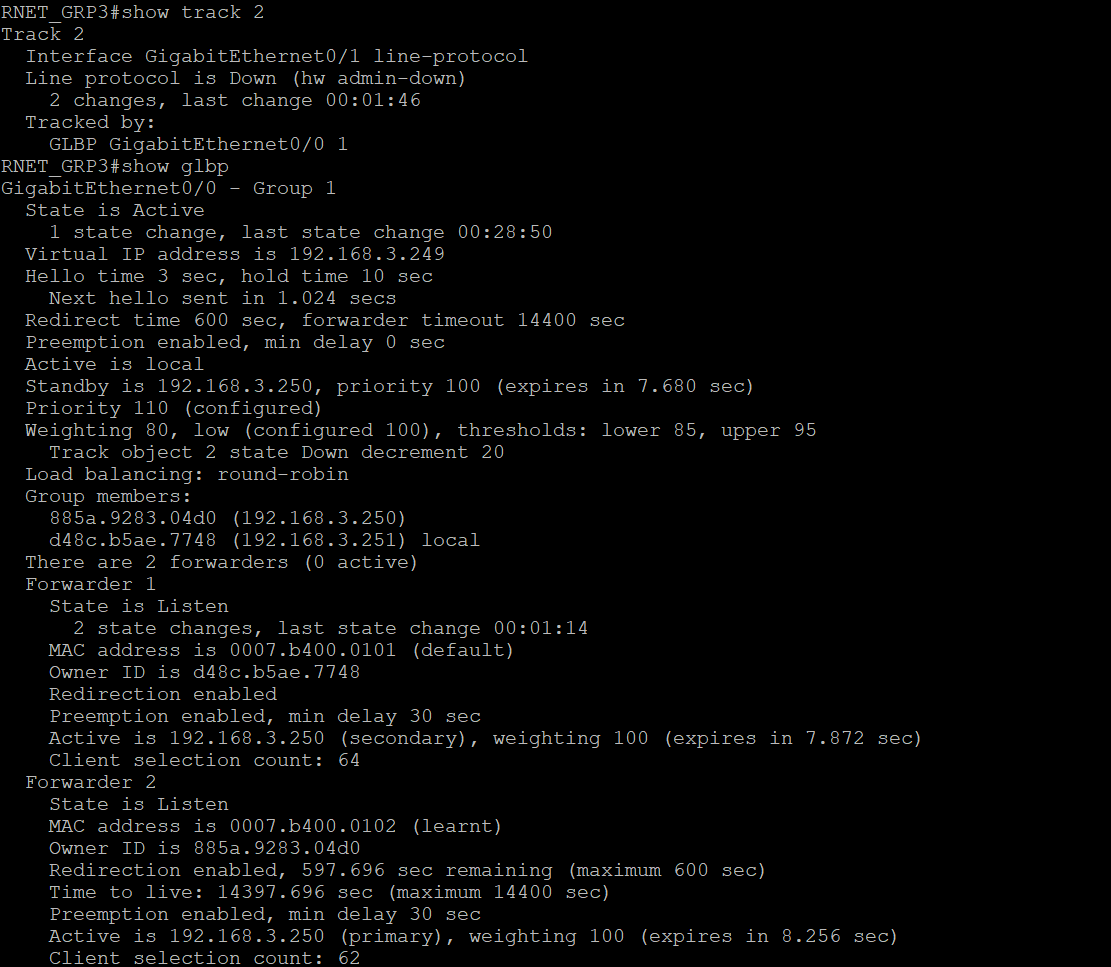 RNET_GRP3#show track 2
Track 2
  Interface GigabitEthernet0/1 line-protocol
  Line protocol is Down (hw admin-down)
    2 changes, last change 00:01:46
  Tracked by:
    GLBP GigabitEthernet0/0 1
RNET_GRP3#show glbp
GigabitEthernet0/0 - Group 1
  State is Active
    1 state change, last state change 00:28:50
  Virtual IP address is 192.168.3.249
  Hello time 3 sec, hold time 10 sec
    Next hello sent in 1.024 secs
  Redirect time 600 sec, forwarder timeout 14400 sec
  Preemption enabled, min delay 0 sec
  Active is local
  Standby is 192.168.3.250, priority 100 (expires in 7.680 sec)
  Priority 110 (configured)
  Weighting 80, low (configured 100), thresholds: lower 85, upper 95
    Track object 2 state Down decrement 20
  Load balancing: round-robin
  Group members:
    885a.9283.04d0 (192.168.3.250)
    d48c.b5ae.7748 (192.168.3.251) local
  There are 2 forwarders (0 active)
  Forwarder 1
    State is Listen
      2 state changes, last state change 00:01:14
    MAC address is 0007.b400.0101 (default)
    Owner ID is d48c.b5ae.7748
    Redirection enabled
    Preemption enabled, min delay 30 sec
    Active is 192.168.3.250 (secondary), weighting 100 (expires in 7.872 sec)
    Client selection count: 64
  Forwarder 2
    State is Listen
    MAC address is 0007.b400.0102 (learnt)
    Owner ID is 885a.9283.04d0
    Redirection enabled, 597.696 sec remaining (maximum 600 sec)
    Time to live: 14397.696 sec (maximum 14400 sec)
    Preemption enabled, min delay 30 sec
    Active is 192.168.3.250 (primary), weighting 100 (expires in 8.256 sec)
    Client selection count: 62